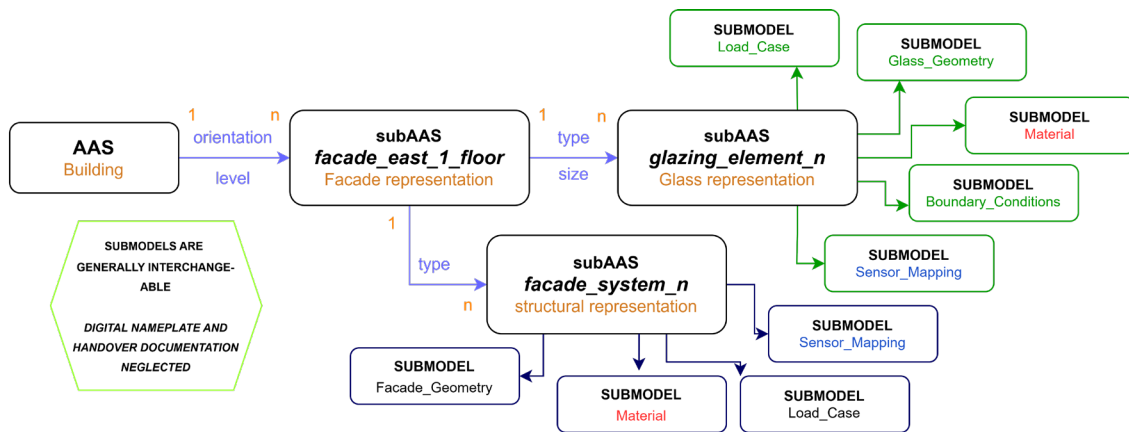 SUBMODEL
Load_Case
SUBMODEL
Glass_Geometry
1
n
orientation
level
1
n
type
size
AAS
Building
subAAS
facade_east_1_floor
Facade representation
subAAS
glazing_element_n
Glass representation
SUBMODEL
Material
SUBMODEL
Boundary_Conditions
SUBMODEL
Sensor_Mapping
1
type
n
subAAS
facade_system_n
structural representation
SUBMODELS ARE
GENERALLY INTERCHANGE-
ABLE
DIGITAL NAMEPLATE AND
HANDOVER DOCUMENTATION
NEGLECTED
SUBMODEL
Sensor_Mapping
SUBMODEL
Facade_Geometry
SUBMODEL
Material
SUBMODEL
Load_Case